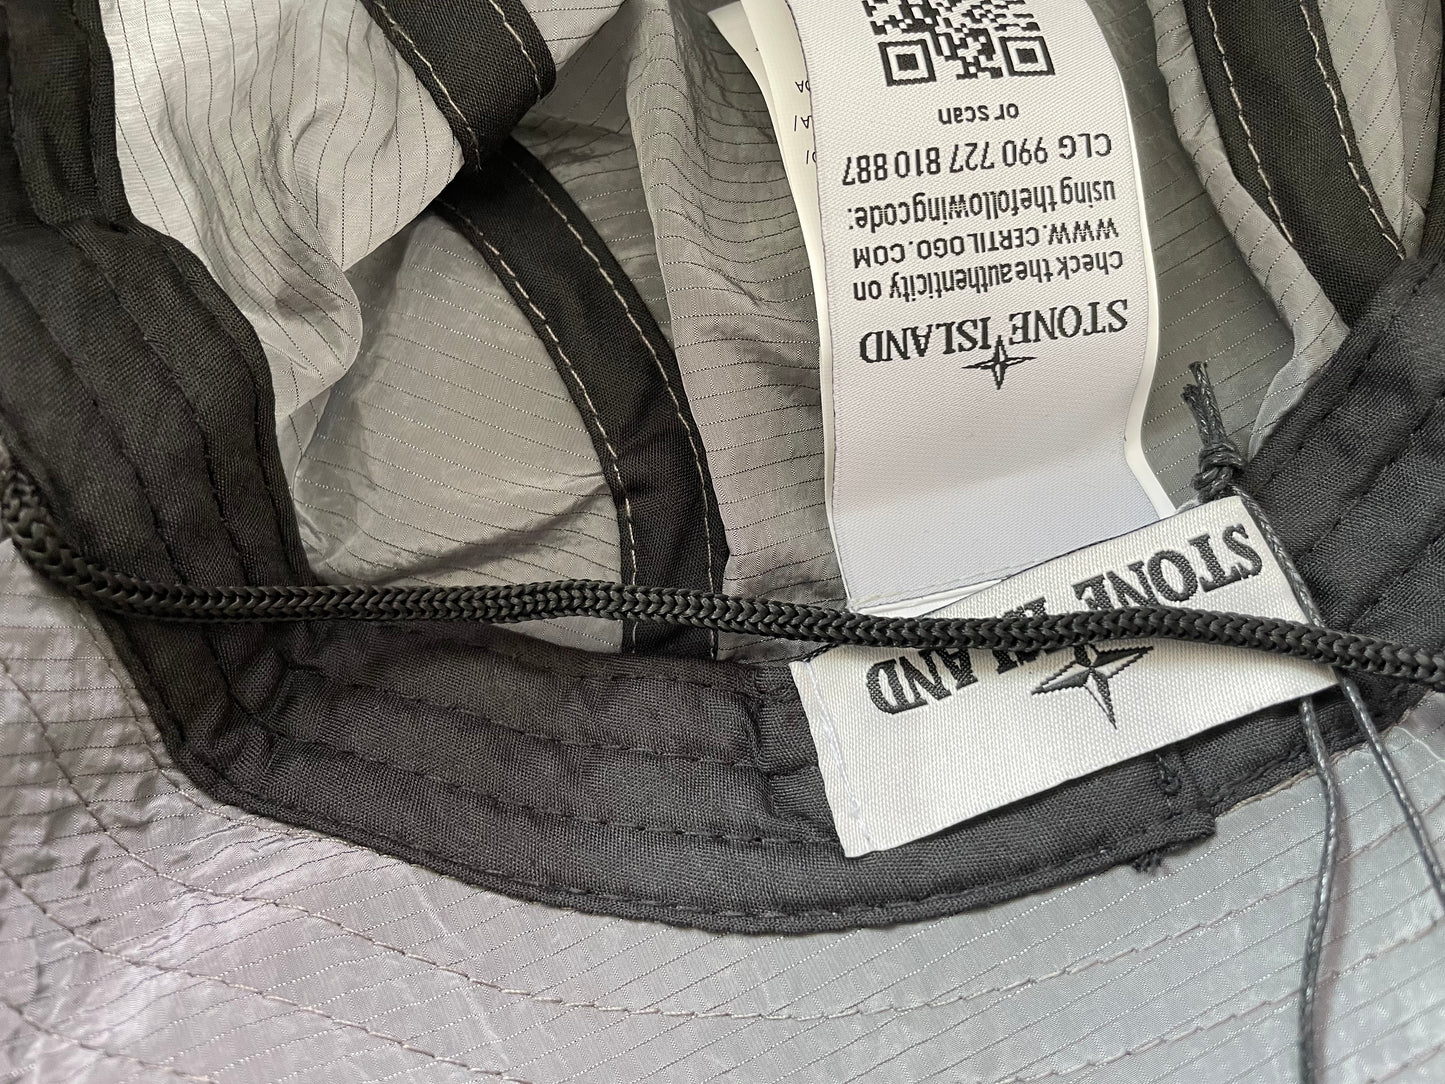 STONE ISLAND
Check the authenticity on
WWW.CERTILOGO.COM
using the following code:
CLG 990 727 810 887
or scan
STONE ISLAND